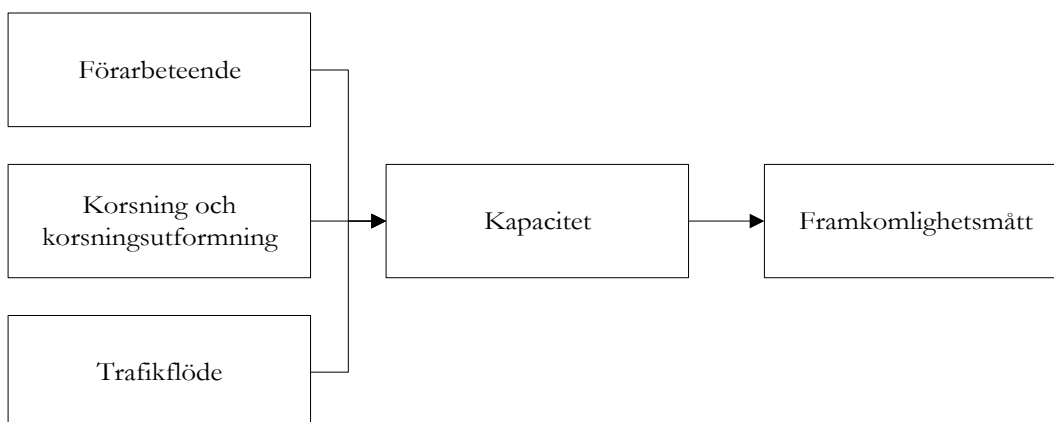 Förarbeteende
Korsning och
korsningsutformning
Kapacitet
Framkomlighetsmått
Trafikflöde